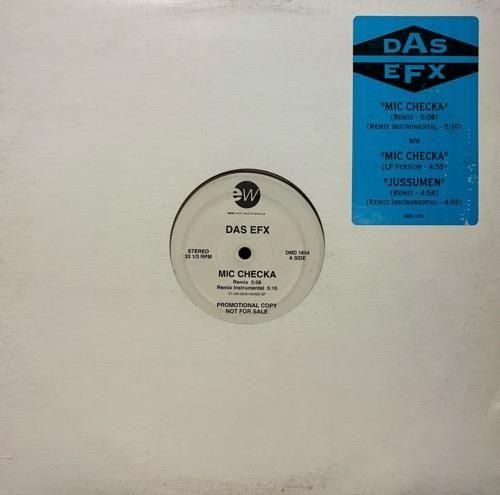 DAS
EFX
"MIC CHECKA"
(REMIX - 5:08)
(REMIX INSTRUMENTAL - 5:10)
B/W
"MIC CHECKA"
(LP VERSION - 4:55)
"JUSSUMEN"
(REMIX - 4:54)
(REMIX INSTRUMENTAL - 4:56)
ew
DAS EFX
STEREO
33 1/3 RPM
DMD 1854
A SIDE
MIC CHECKA
Remix 5:08
Remix Instrumental 5:10
PROMOTIONAL COPY
NOT FOR SALE